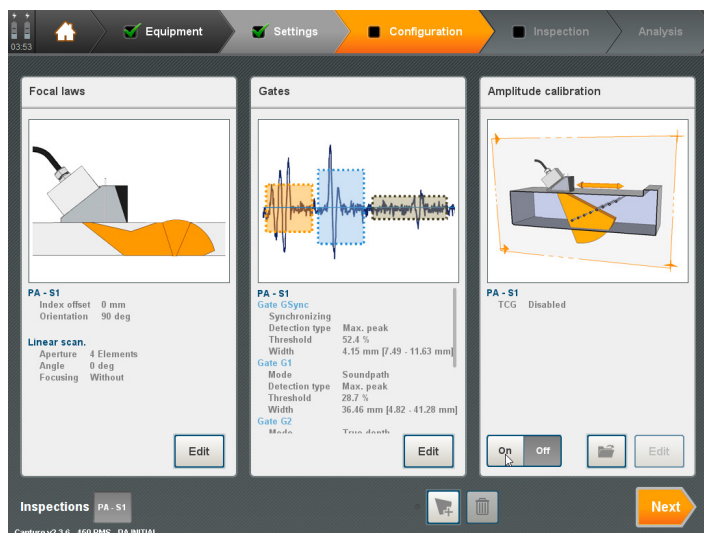 03:53
Equipment
Settings
Configuration
Inspection
Analysis
Focal laws
PA - S1
Index offset 0 mm
Orientation 90 deg
Linear scan.
Aperture 4 Elements
Angle 0 deg
Focusing Without
Edit
Gates
PA - S1
Gate GSync
Synchronizing
Detection type Max. peak
Threshold 52.4 %
Width 4.15 mm [7.49 - 11.63 mm]
Gate G1
Mode Soundpath
Detection type Max. peak
Threshold 28.7 %
Width 36.46 mm [4.82 - 41.28 mm]
Gate G2
Mode True depth
Edit
Amplitude calibration
PA - S1
TCG Disabled
On Off
Edit
Inspections PA - S1
Next
Capture v2.3.6